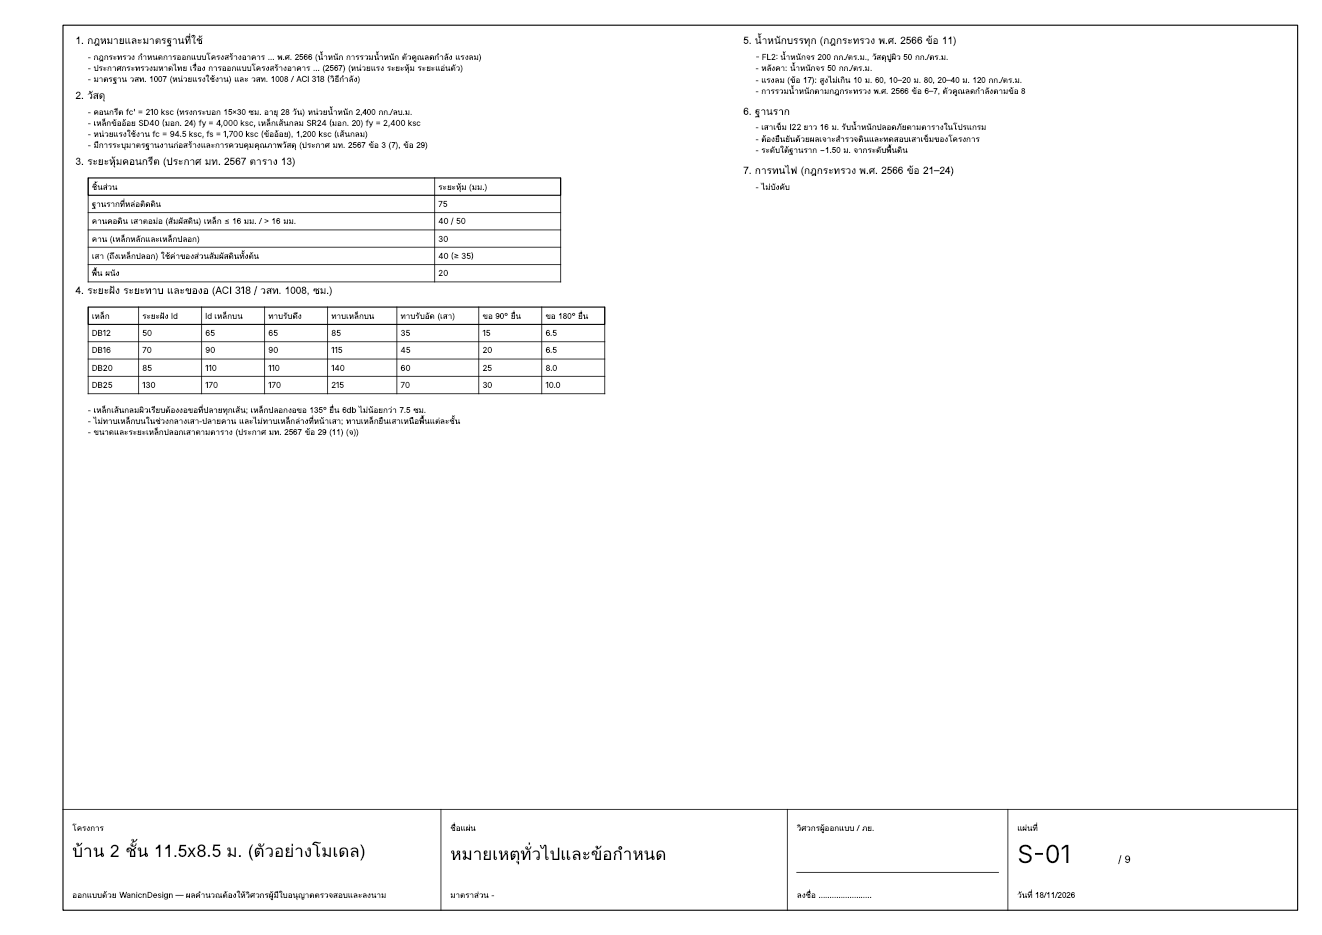 1. กฎหมายและมาตรฐานที่ใช้
- กฎกระทรวง กำหนดการออกแบบโครงสร้างอาคาร ... พ.ศ. 2566 (น้ำหนัก การรวมน้ำหนัก ตัวคูณลดกำลัง แรงลม)
- ประกาศกระทรวงมหาดไทย เรื่อง การออกแบบโครงสร้างอาคาร ... (2567) (หน่วยแรง ระยะหุ้ม ระยะแอ่นตัว)
- มาตรฐาน วสท. 1007 (หน่วยแรงใช้งาน) และ วสท. 1008 / ACI 318 (วิธีกำลัง)
2. วัสดุ
- คอนกรีต fc' = 210 ksc (ทรงกระบอก 15×30 ซม. อายุ 28 วัน) หน่วยน้ำหนัก 2,400 กก./ลบ.ม.
- เหล็กข้ออ้อย SD40 (มอก. 24) fy = 4,000 ksc, เหล็กเส้นกลม SR24 (มอก. 20) fy = 2,400 ksc
- หน่วยแรงใช้งาน fc = 94.5 ksc, fs = 1,700 ksc (ข้ออ้อย), 1,200 ksc (เส้นกลม)
- มีการระบุมาตรฐานงานก่อสร้างและการควบคุมคุณภาพวัสดุ (ประกาศ มท. 2567 ข้อ 3 (7), ข้อ 29)
3. ระยะหุ้มคอนกรีต (ประกาศ มท. 2567 ตาราง 13)
ชิ้นส่วน ระยะหุ้ม (มม.)
ฐานรากที่หล่อติดดิน 75
คานคอดิน เสาตอม่อ (สัมผัสดิน) เหล็ก ≤ 16 มม. / > 16 มม. 40 / 50
คาน (เหล็กหลักและเหล็กปลอก) 30
เสา (ถึงเหล็กปลอก) ใช้ค่าของส่วนสัมผัสดินทั้งต้น 40 (≥ 35)
พื้น ผนัง 20
4. ระยะฝัง ระยะทาบ และของอ (ACI 318 / วสท. 1008, ซม.)
เหล็ก ระยะฝัง ld ld เหล็กบน ทาบรับดึง ทาบเหล็กบน ทาบรับอัด (เสา) ขอ 90° ยื่น ขอ 180° ยื่น
DB12 50 65 65 85 35 15 6.5
DB16 70 90 90 115 45 20 6.5
DB20 85 110 110 140 60 25 8.0
DB25 130 170 170 215 70 30 10.0
- เหล็กเส้นกลมผิวเรียบต้องงอขอที่ปลายทุกเส้น; เหล็กปลอกงอขอ 135° ยื่น 6db ไม่น้อยกว่า 7.5 ซม.
- ไม่ทาบเหล็กบนในช่วงกลางเสา-ปลายคาน และไม่ทาบเหล็กล่างที่หน้าเสา; ทาบเหล็กยืนเสาเหนือพื้นแต่ละชั้น
- ขนาดและระยะเหล็กปลอกเสาตามตาราง (ประกาศ มท. 2567 ข้อ 29 (11) (จ))
5. น้ำหนักบรรทุก (กฎกระทรวง พ.ศ. 2566 ข้อ 11)
- FL2: น้ำหนักจร 200 กก./ตร.ม., วัสดุปูผิว 50 กก./ตร.ม.
- หลังคา: น้ำหนักจร 50 กก./ตร.ม.
- แรงลม (ข้อ 17): สูงไม่เกิน 10 ม. 60, 10–20 ม. 80, 20–40 ม. 120 กก./ตร.ม.
- การรวมน้ำหนักตามกฎกระทรวง พ.ศ. 2566 ข้อ 6–7, ตัวคูณลดกำลังตามข้อ 8
6. ฐานราก
- เสาเข็ม I22 ยาว 16 ม. รับน้ำหนักปลอดภัยตามตารางในโปรแกรม
- ต้องยืนยันด้วยผลเจาะสำรวจดินและทดสอบเสาเข็มของโครงการ
- ระดับใต้ฐานราก −1.50 ม. จากระดับพื้นดิน
7. การทนไฟ (กฎกระทรวง พ.ศ. 2566 ข้อ 21–24)
- ไม่บังคับ
โครงการ
บ้าน 2 ชั้น 11.5x8.5 ม. (ตัวอย่างโมเดล)
ออกแบบด้วย WanicnDesign — ผลคำนวณต้องให้วิศวกรผู้มีใบอนุญาตตรวจสอบและลงนาม
ชื่อแผ่น
หมายเหตุทั่วไปและข้อกำหนด
มาตราส่วน -
วิศวกรผู้ออกแบบ / ภย.
ลงชื่อ ........................
แผ่นที่
S-01 / 9
วันที่ 18/11/2026